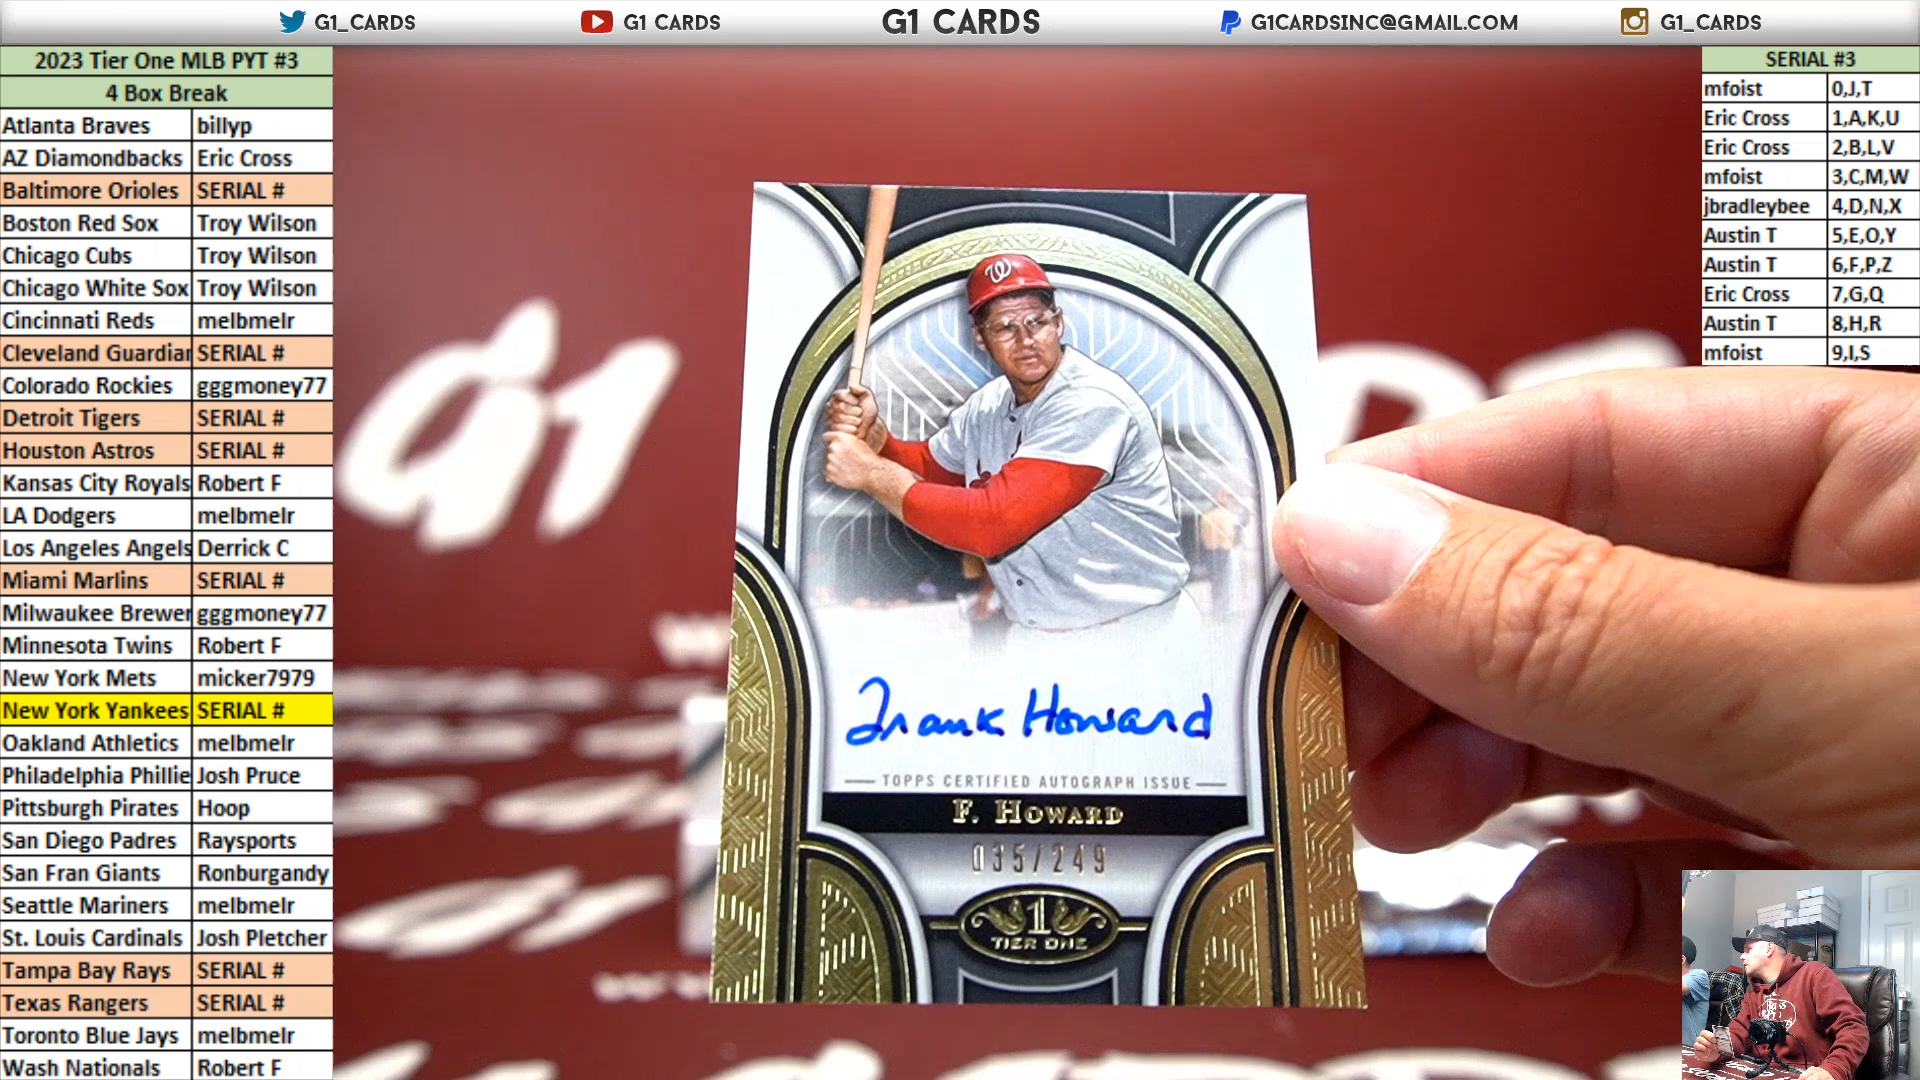 G1_CARDS
G1 CARDS
G1 CARDS
G1CARDSINC@GMAIL.COM
G1_CARDS
2023 Tier One MLB PYT #3
4 Box Break
Atlanta Braves billyp
AZ Diamondbacks Eric Cross
Baltimore Orioles SERIAL #
Boston Red Sox Troy Wilson
Chicago Cubs Troy Wilson
Chicago White Sox Troy Wilson
Cincinnati Reds melbmelr
Cleveland Guardian SERIAL #
Colorado Rockies gggmoney77
Detroit Tigers SERIAL #
Houston Astros SERIAL #
Kansas City Royals Robert F
LA Dodgers melbmelr
Los Angeles Angels Derrick C
Miami Marlins SERIAL #
Milwaukee Brewer gggmoney77
Minnesota Twins Robert F
New York Mets micker7979
New York Yankees SERIAL #
Oakland Athletics melbmelr
Philadelphia Phillie Josh Pruce
Pittsburgh Pirates Hoop
San Diego Padres Raysports
San Fran Giants Ronburgandy
Seattle Mariners melbmelr
St. Louis Cardinals Josh Pletcher
Tampa Bay Rays SERIAL #
Texas Rangers SERIAL #
Toronto Blue Jays melbmelr
Wash Nationals Robert F
SERIAL #3
mfoist 0,J,T
Eric Cross 1,A,K,U
Eric Cross 2,B,L,V
mfoist 3,C,M,W
jbradleybee 4,D,N,X
Austin T 5,E,O,Y
Austin T 6,F,P,Z
Eric Cross 7,G,Q
Austin T 8,H,R
mfoist 9,I,S
G1
W
Frank Howard
TOPPS CERTIFIED AUTOGRAPH ISSUE
F. HOWARD
035/249
1
TIER ONE